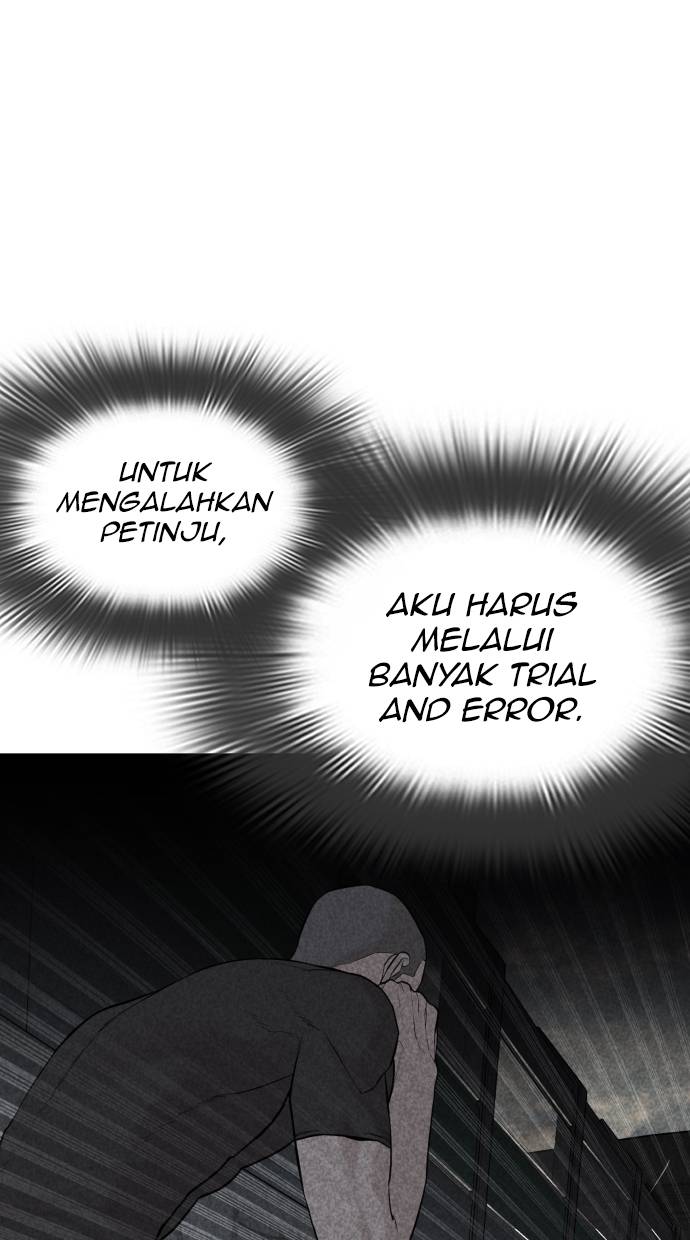 UNTUK
MENGALAHKAN
PETINJU,
AKU HARUS
MELALUI
BANYAK TRIAL
AND ERROR.